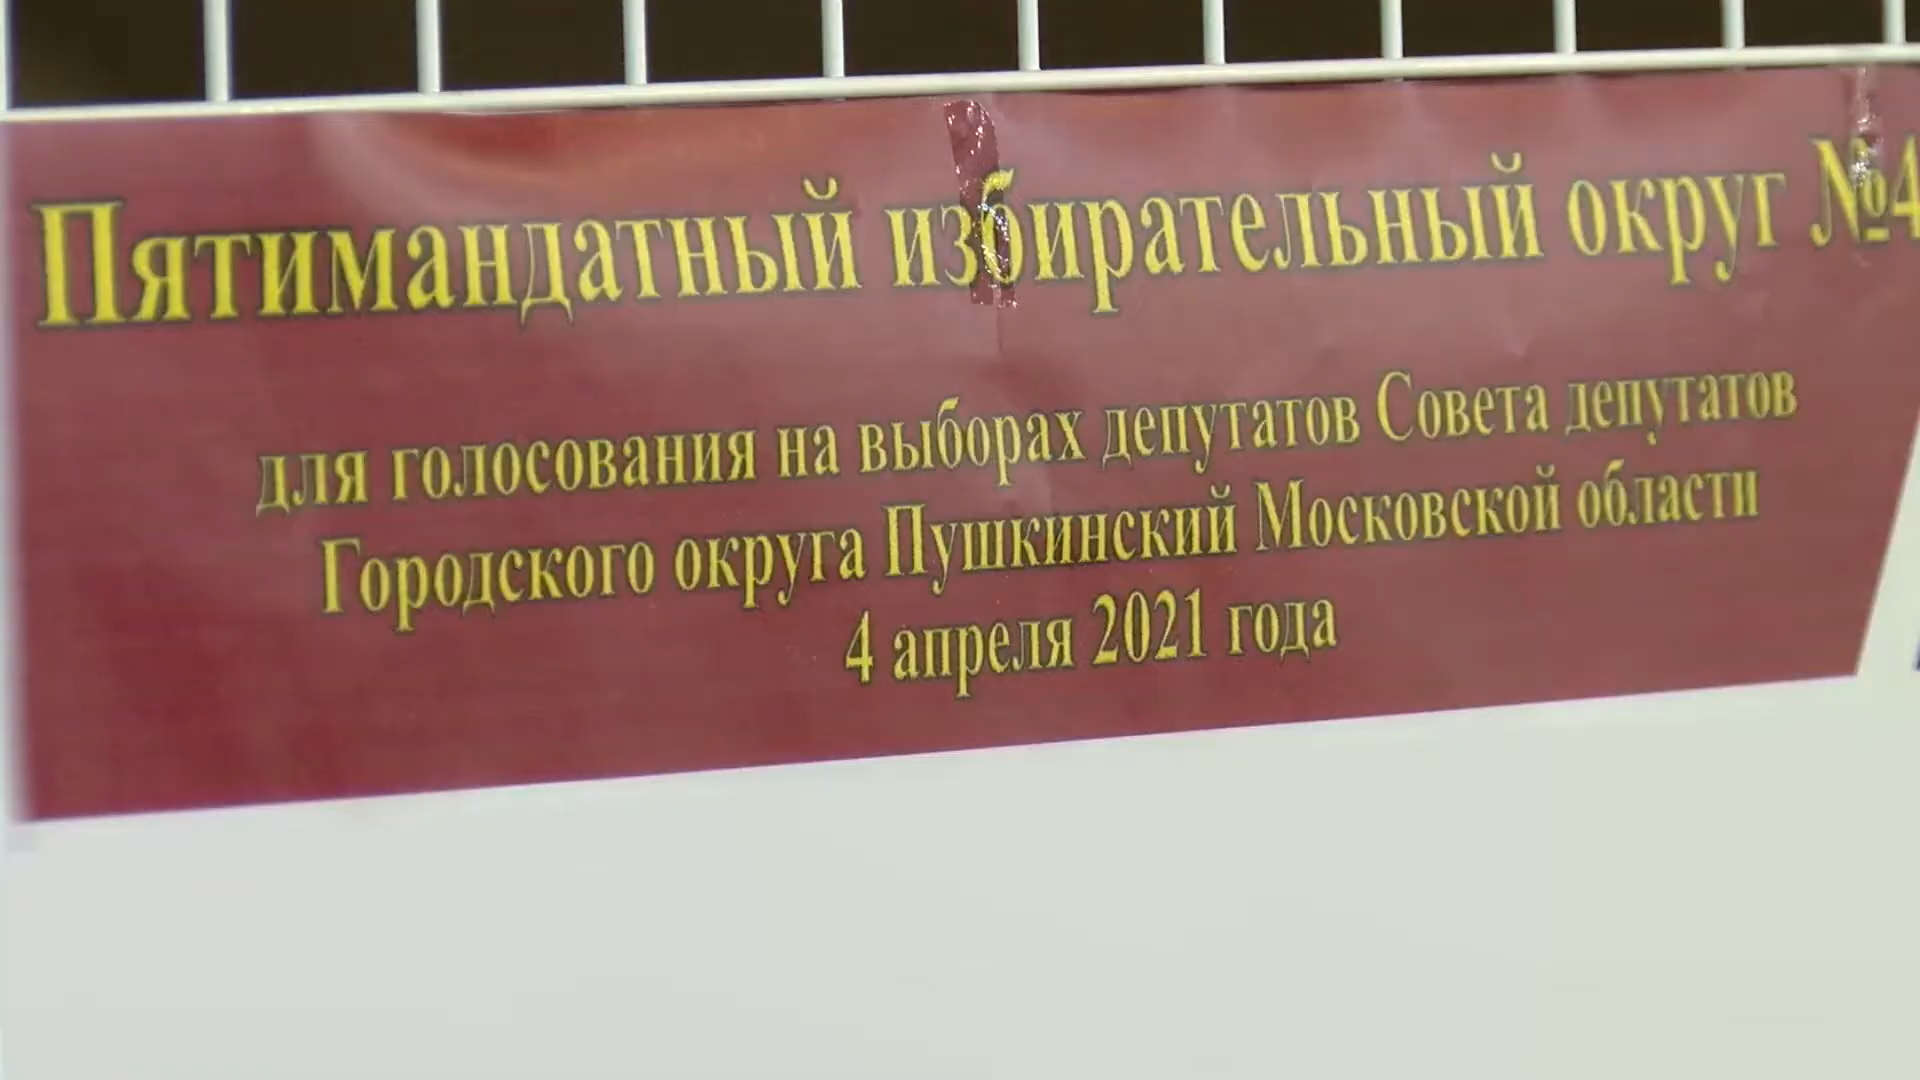 Пятимандатный избирательный округ №4
для голосования на выборах депутатов Совета депутатов
Городского округа Пушкинский Московской области
4 апреля 2021 года